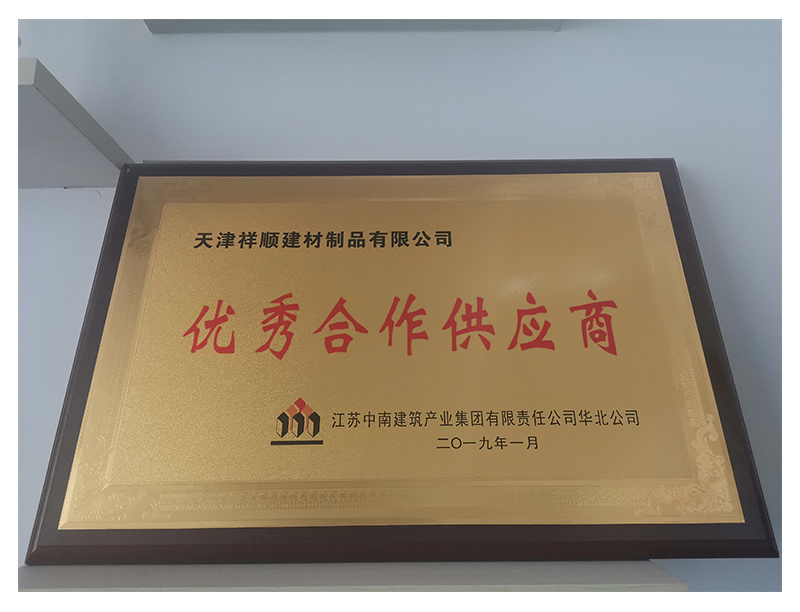 天津祥顺建材制品有限公司
优秀合作供应商
江苏中南建筑产业集团有限责任公司华北公司
二〇一九年一月